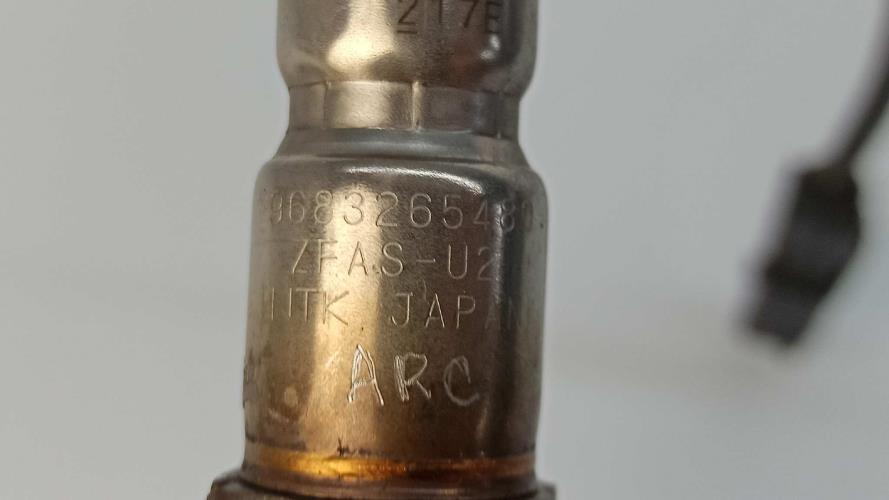 217E
9683265480
ZFAS-U2
NTK JAPAN
ARC